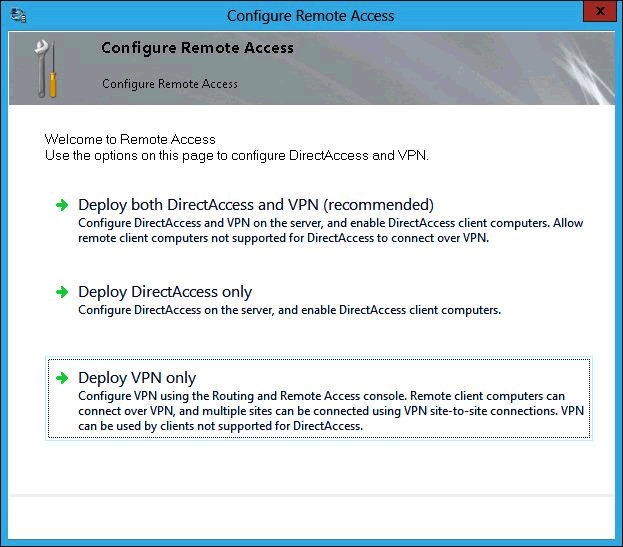 Configure Remote Access
Configure Remote Access
Configure Remote Access
Welcome to Remote Access
Use the options on this page to configure DirectAccess and VPN.
Deploy both DirectAccess and VPN (recommended)
Configure DirectAccess and VPN on the server, and enable DirectAccess client computers. Allow
remote client computers not supported for DirectAccess to connect over VPN.
Deploy DirectAccess only
Configure DirectAccess on the server, and enable DirectAccess client computers.
Deploy VPN only
Configure VPN using the Routing and Remote Access console. Remote client computers can
connect over VPN, and multiple sites can be connected using VPN site-to-site connections. VPN
can be used by clients not supported for DirectAccess.